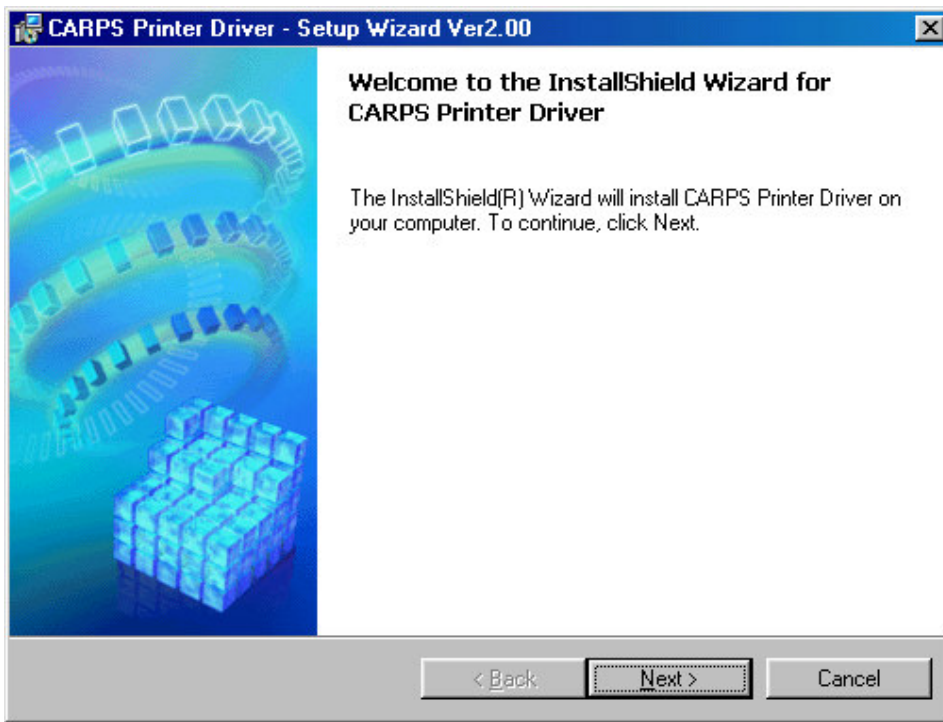 CARPS Printer Driver - Setup Wizard Ver2.00
Welcome to the InstallShield Wizard for
CARPS Printer Driver
The InstallShield(R) Wizard will install CARPS Printer Driver on
your computer. To continue, click Next.
< Back
Next >
Cancel